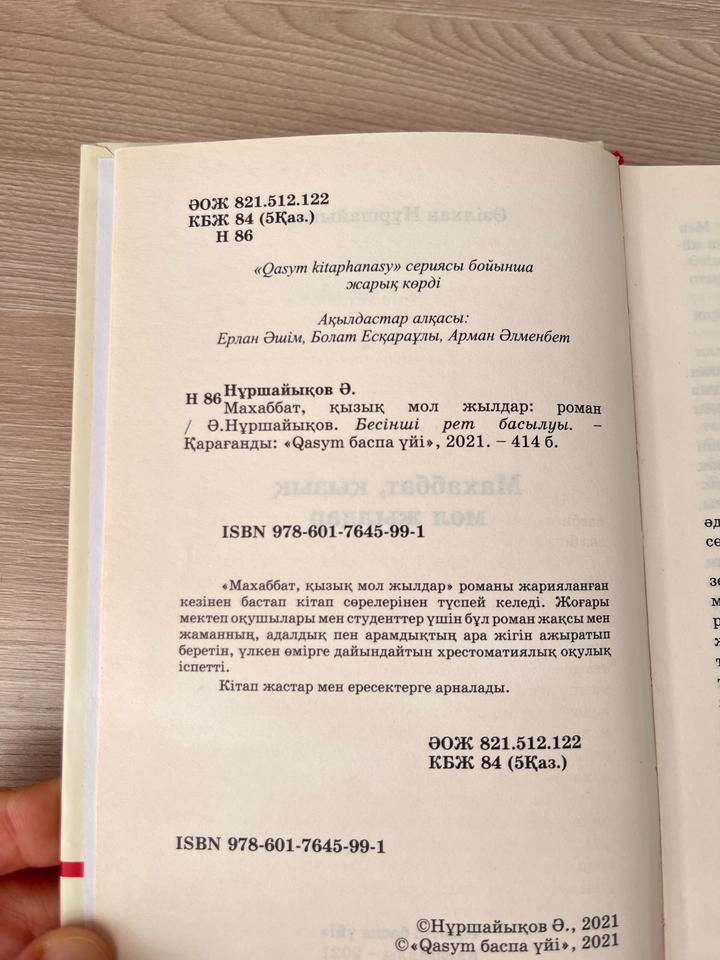 ӘОЖ 821.512.122
КБЖ 84 (5Қаз.)
Н 86
«Qasym kitaphanasy» сериясы бойынша
жарық көрді
Ақылдастар алқасы:
Ерлан Әшім, Болат Есқараұлы, Арман Әлменбет
Н 86 Нұршайықов Ә.
Махаббат, қызық мол жылдар: роман
/ Ә.Нұршайықов. Бесінші рет басылуы. –
Қарағанды: «Qasym баспа үйі», 2021. – 414 б.
ISBN 978-601-7645-99-1
«Махаббат, қызық мол жылдар» романы жарияланған
кезінен бастап кітап сөрелерінен түспей келеді. Жоғары
мектеп оқушылары мен студенттер үшін бұл роман жақсы мен
жаманның, адалдық пен арамдықтың ара жігін ажыратып
беретін, үлкен өмірге дайындайтын хрестоматиялық оқулық
іспетті.
Кітап жастар мен ересектерге арналады.
ӘОЖ 821.512.122
КБЖ 84 (5Қаз.)
ISBN 978-601-7645-99-1
©Нұршайықов Ә., 2021
©«Qasym баспа үйі», 2021